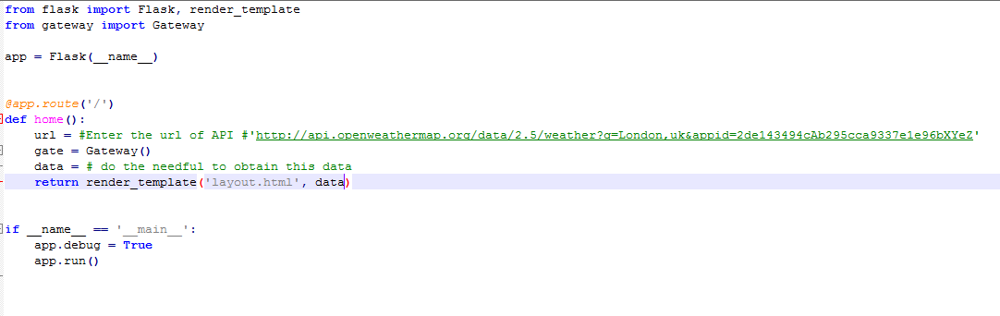 from flask import Flask, render_template
from gateway import Gateway
app = Flask(__name__)
@app.route('/')
def home():
url = #Enter the url of API #'http://api.openweathermap.org/data/2.5/weather?q=London,uk&appid=2de143494cAb295cca9337e1e96bXYeZ'
gate = Gateway()
data = # do the needful to obtain this data
return render_template('layout.html', data)
if __name__ == '__main__':
app.debug = True
app.run()